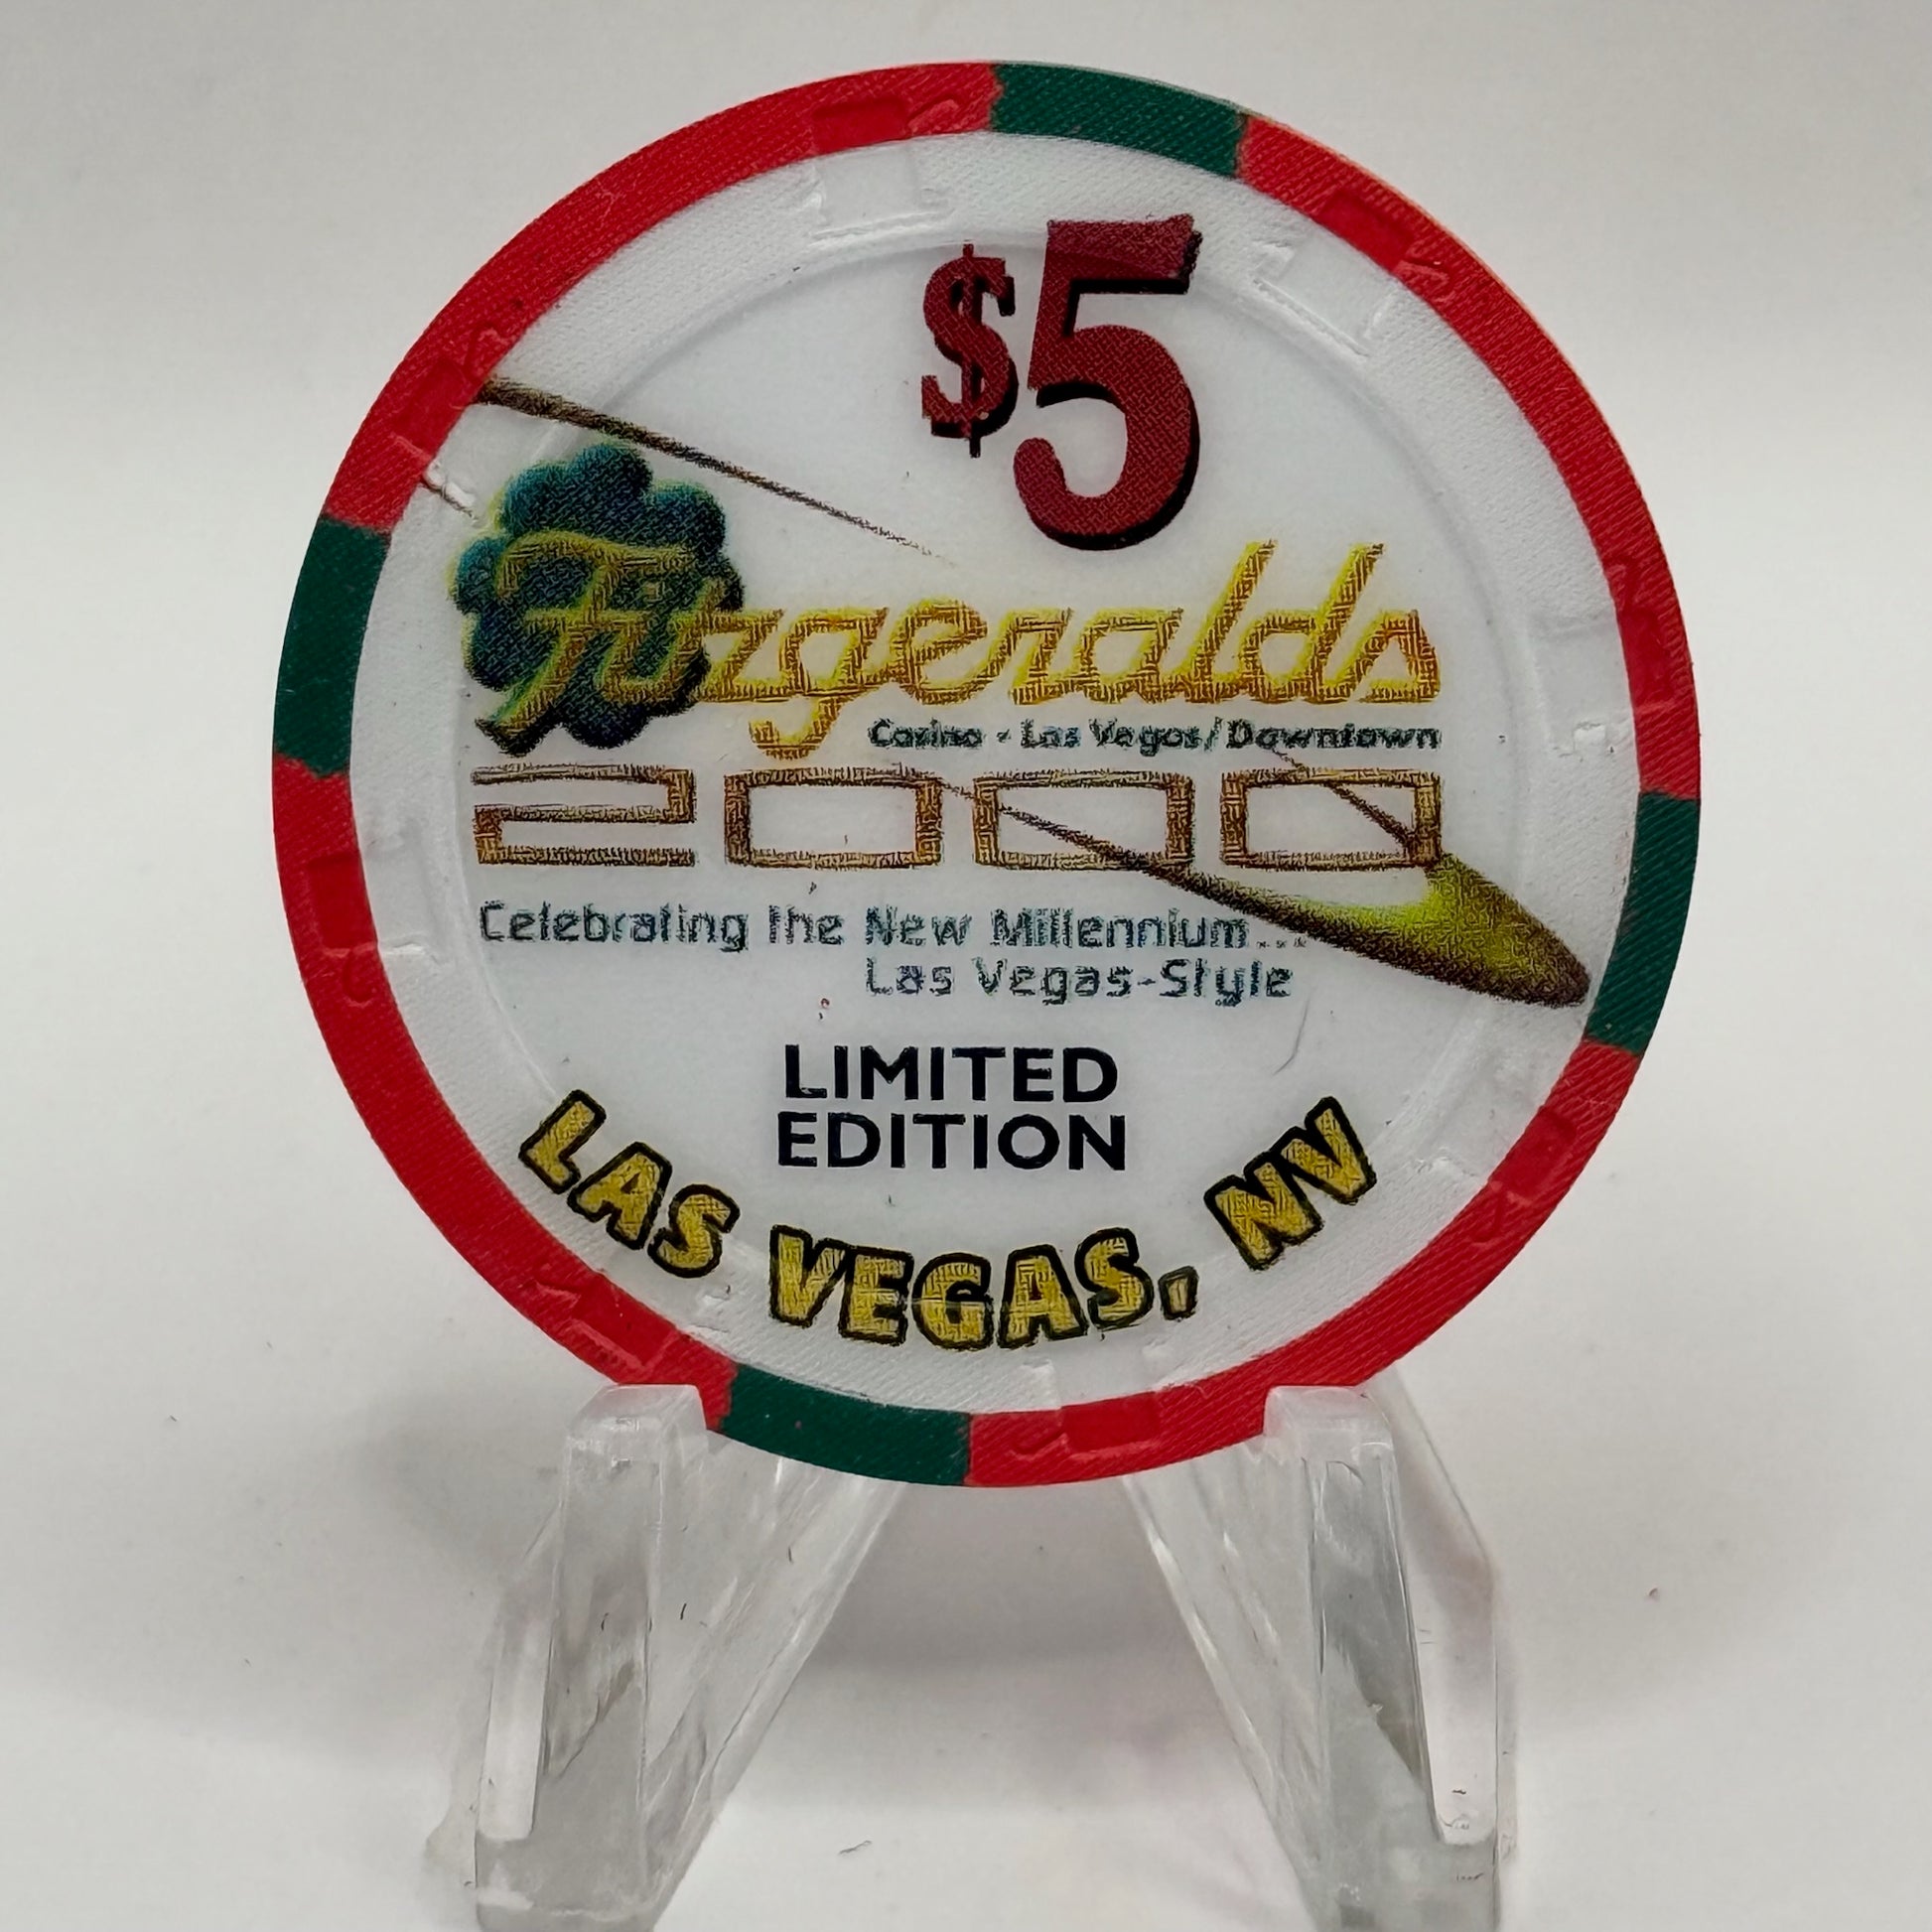 $5
Fitzgeralds
Casino - Las Vegas/Downtown
2000
Celebrating the New Millennium...
Las Vegas-Style
LIMITED
EDITION
LAS VEGAS, NV